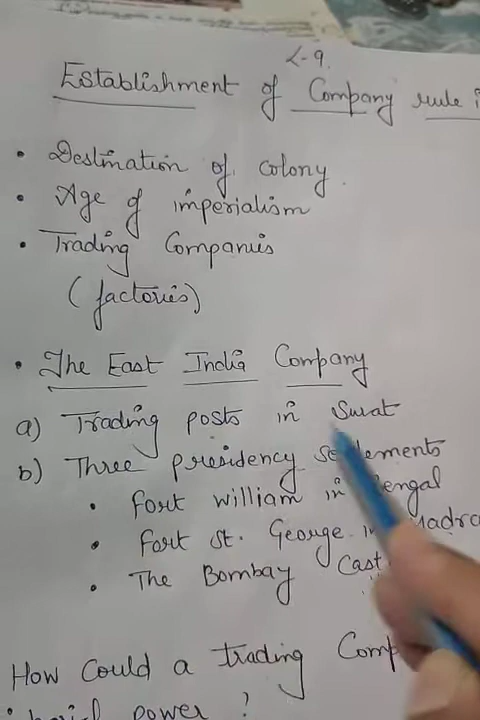 L-9.
Establishment of Company rule
• Destination of colony.
• Age of imperialism
• Trading Companies
(factories)
• The East India Company
a) Trading posts in Surat
b) Three presidency settlements
• Fort william in Bengal
• Fort St. George in
• The Bombay
How could a trading
power ?